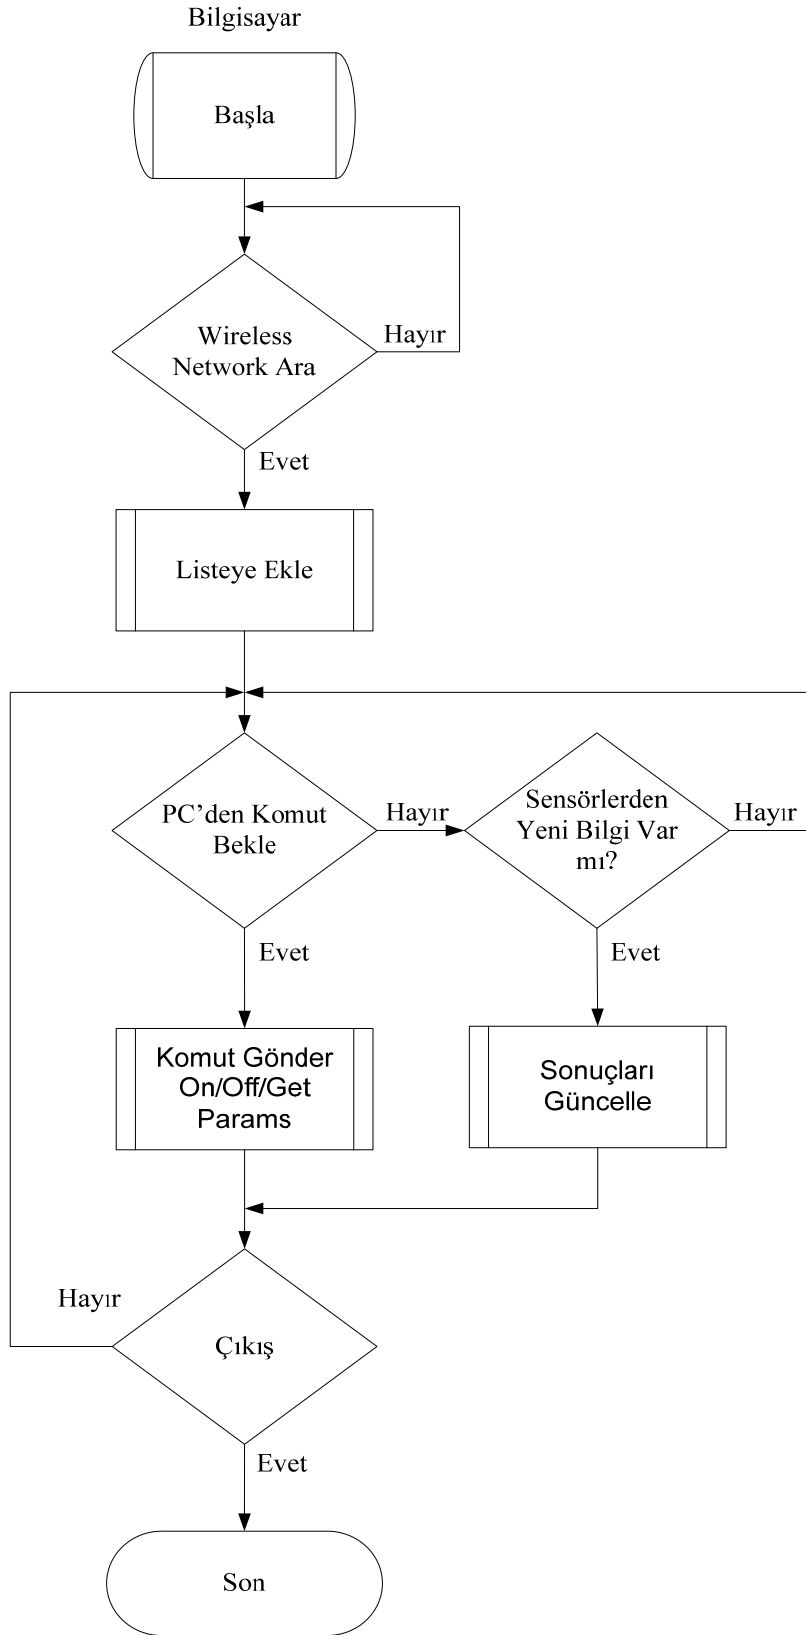 Bilgisayar
Başla
Wireless
Network Ara
Hayır
Evet
Listeye Ekle
PC’den Komut
Bekle
Hayır
Sensörlerden
Yeni Bilgi Var
mı?
Hayır
Evet
Evet
Komut Gönder
On/Off/Get
Params
Sonuçları
Güncelle
Hayır
Çıkış
Evet
Son